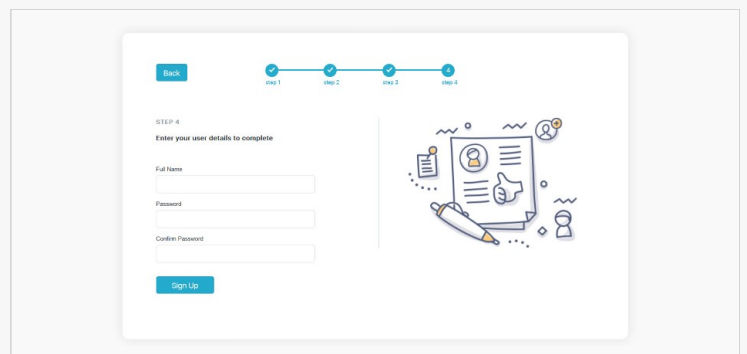 Back
4
step 1 step 2 step 3 step 4
STEP 4
Enter your user details to complete
Full Name
Password
Confirm Password
Sign Up